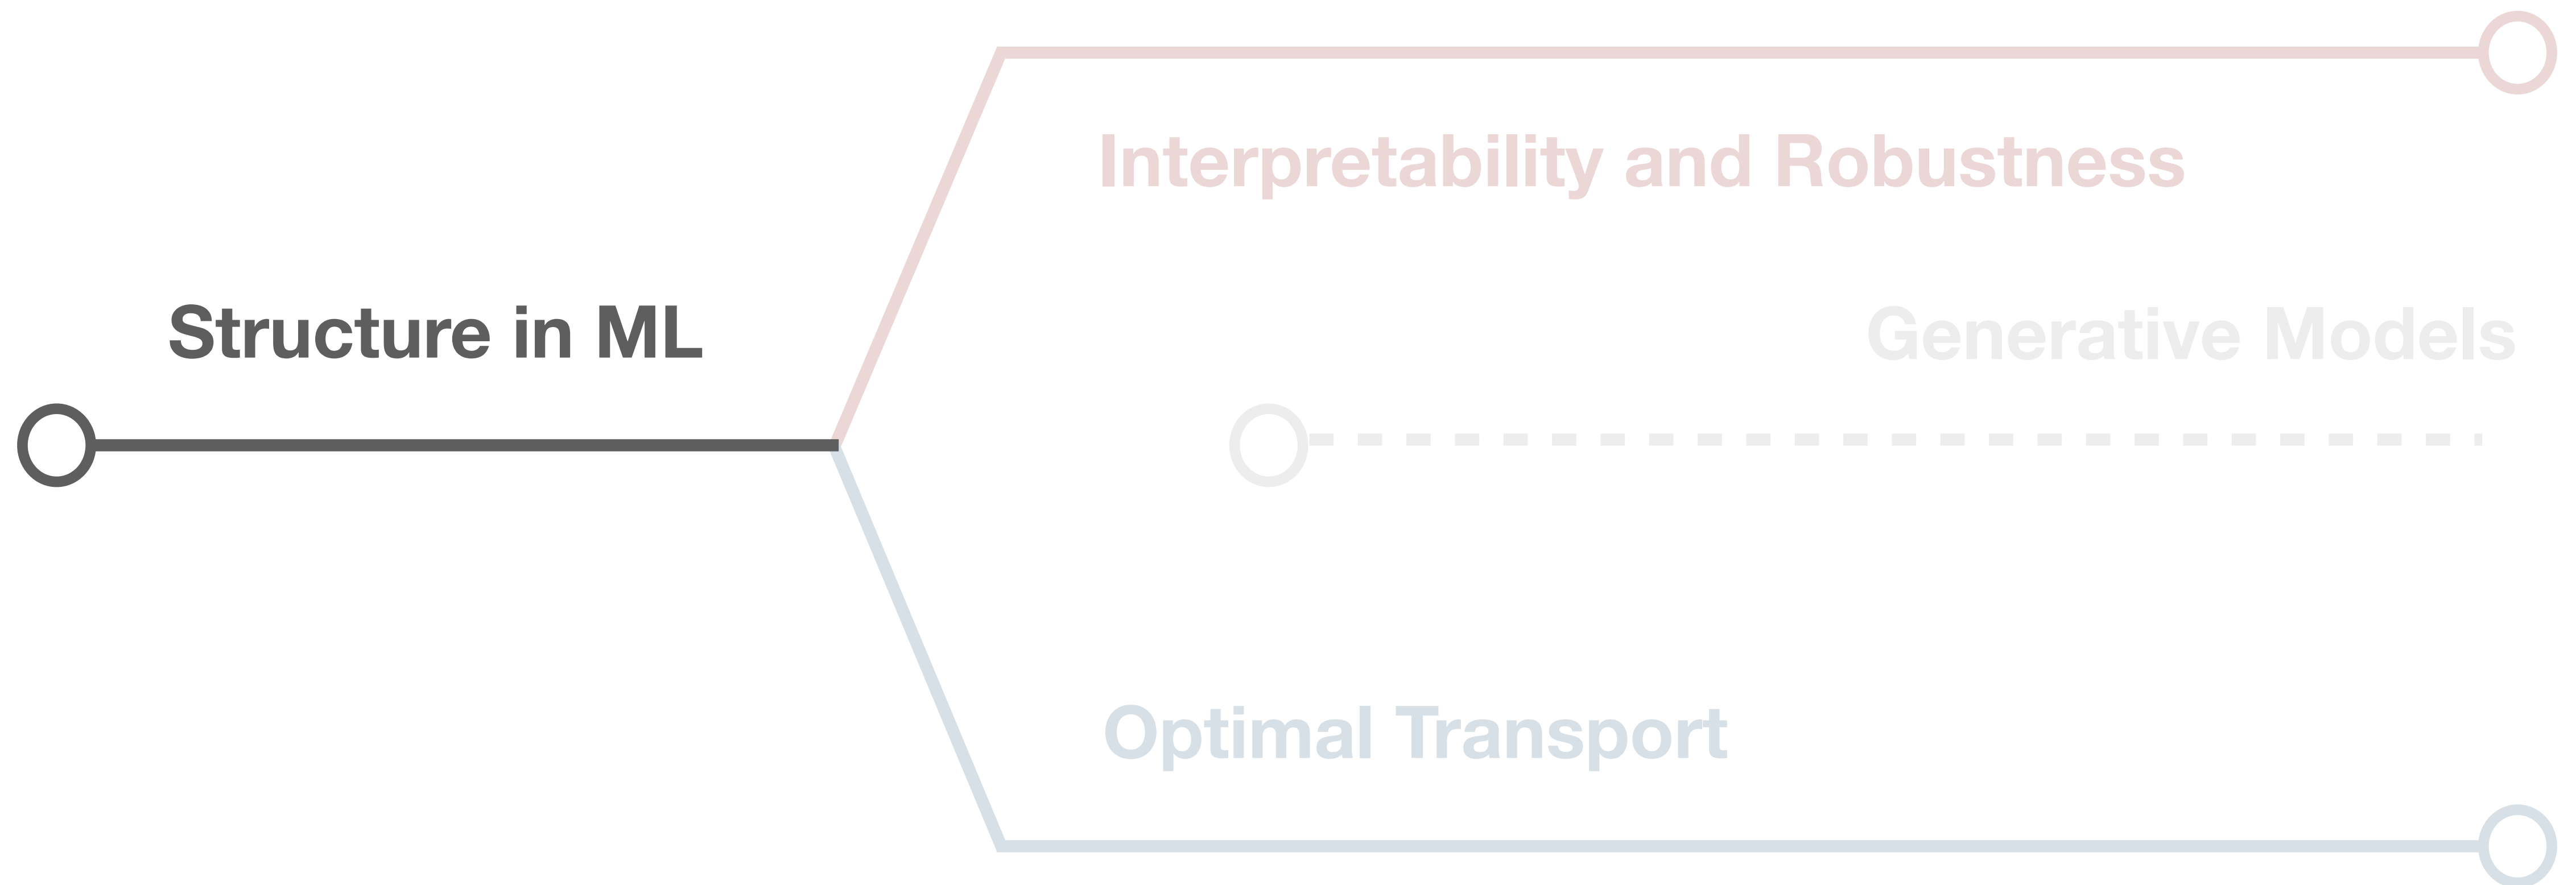 Interpretability and Robustness
Structure in ML
Generative Models
Optimal Transport